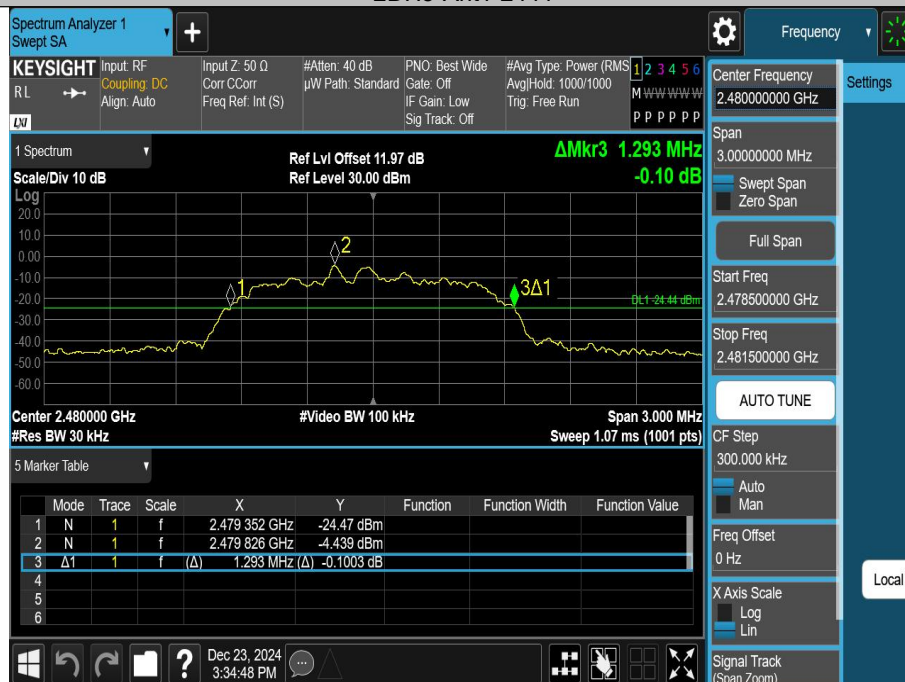 Spectrum Analyzer 1
Swept SA
+
Frequency
KEYSIGHT
RL
LXI
Input: RF
Coupling: DC
Align: Auto
Input Z: 50 Ω
Corr CCorr
Freq Ref: Int (S)
#Atten: 40 dB
µW Path: Standard
PNO: Best Wide
Gate: Off
IF Gain: Low
Sig Track: Off
#Avg Type: Power (RMS
Avg|Hold: 1000/1000
Trig: Free Run
1 2 3 4 5 6
M W W W W W
P P P P P P
1 Spectrum
Scale/Div 10 dB
Ref Lvl Offset 11.97 dB
Ref Level 30.00 dBm
ΔMkr3 1.293 MHz
-0.10 dB
Log
20.0
10.0
0.00
-10.0
-20.0
-30.0
-40.0
-50.0
-60.0
1
2
3Δ1
DL1 -24.44 dBm
Center 2.480000 GHz
#Video BW 100 kHz
Span 3.000 MHz
#Res BW 30 kHz
Sweep 1.07 ms (1001 pts)
5 Marker Table
Mode Trace Scale X Y Function Function Width Function Value
1 N 1 f 2.479 352 GHz -24.47 dBm
2 N 1 f 2.479 826 GHz -4.439 dBm
3 Δ1 1 f (Δ) 1.293 MHz (Δ) -0.1003 dB
4
5
6
?
Dec 23, 2024
3:34:48 PM
Center Frequency
2.480000000 GHz
Span
3.00000000 MHz
Swept Span
Zero Span
Full Span
Start Freq
2.478500000 GHz
Stop Freq
2.481500000 GHz
AUTO TUNE
CF Step
300.000 kHz
Auto
Man
Freq Offset
0 Hz
X Axis Scale
Log
Lin
Signal Track
(Span Zoom)
Settings
Local